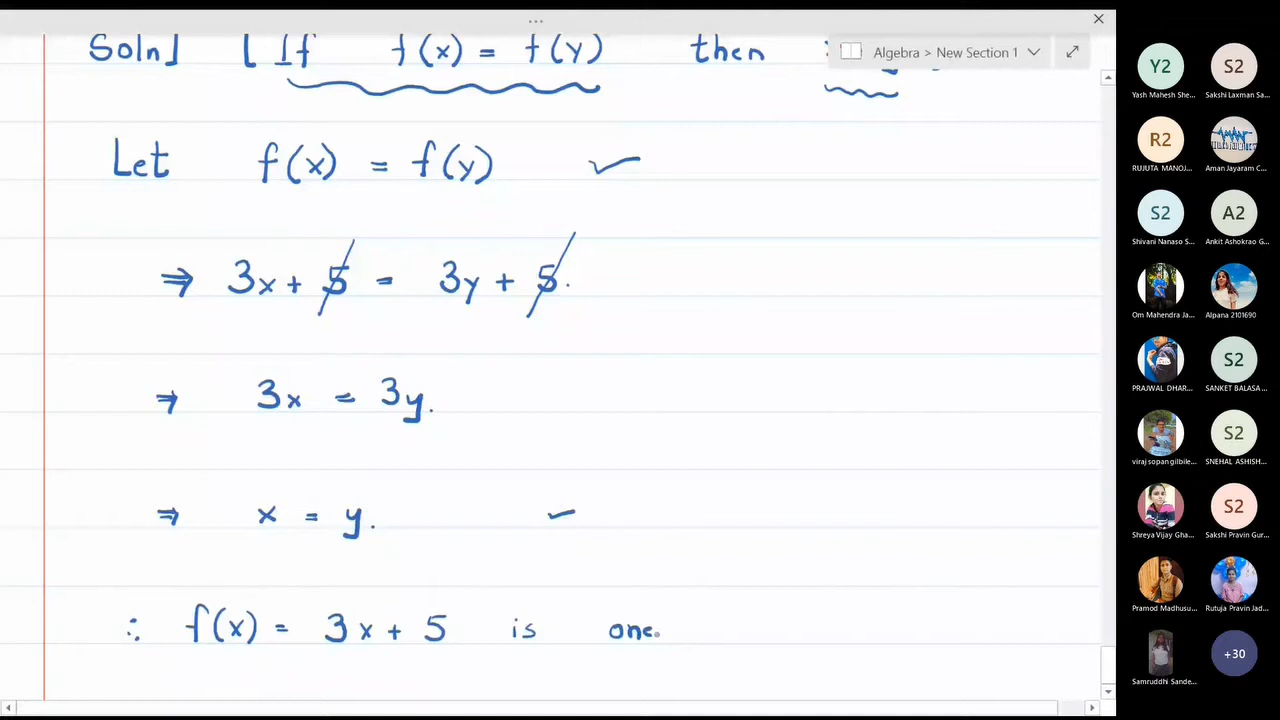 Soln] [ If f(x) = f(y) then :
Algebra > New Section 1
Let f(x) = f(y)
⇒ 3x + 5 = 3y + 5.
⇒ 3x = 3y.
⇒ x = y.
∴ f(x) = 3x + 5 is one
Y2 S2
Yash Mahesh She... Sakshi Laxman Sa...
R2 AMAN
RUJUTA MANOJ... Aman Jayaram C...
S2 A2
Shivani Nanaso S... Ankit Ashokrao G...
Om Mahendra Ja... Alpana 2101690
S2
PRAJWAL DHAR... SANKET BALASA...
S2
viraj sopan gilbile... SNEHAL ASHISH...
S2
Shreya Vijay Gha... Sakshi Pravin Gur...
Pramod Madhusu... Rutuja Pravin Jad...
+30
Samruddhi Sande...